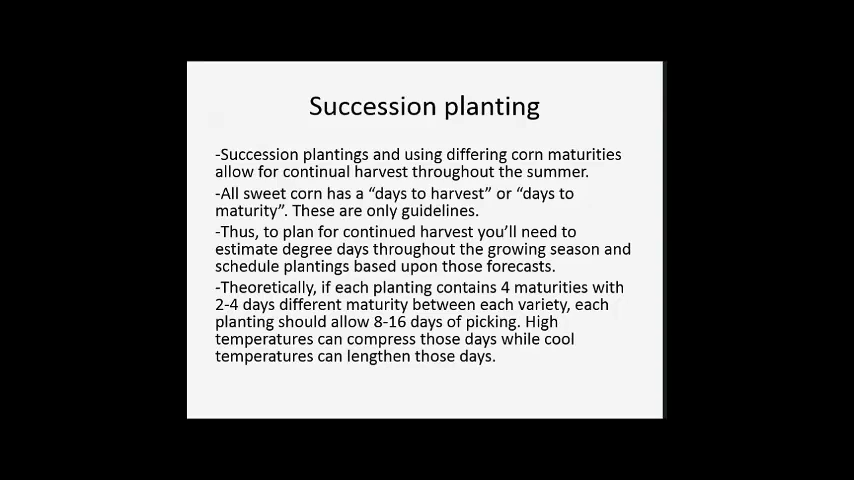 Succession planting
-Succession plantings and using differing corn maturities
allow for continual harvest throughout the summer.
-All sweet corn has a “days to harvest” or “days to
maturity”. These are only guidelines.
-Thus, to plan for continued harvest you’ll need to
estimate degree days throughout the growing season and
schedule plantings based upon those forecasts.
-Theoretically, if each planting contains 4 maturities with
2-4 days different maturity between each variety, each
planting should allow 8-16 days of picking. High
temperatures can compress those days while cool
temperatures can lengthen those days.